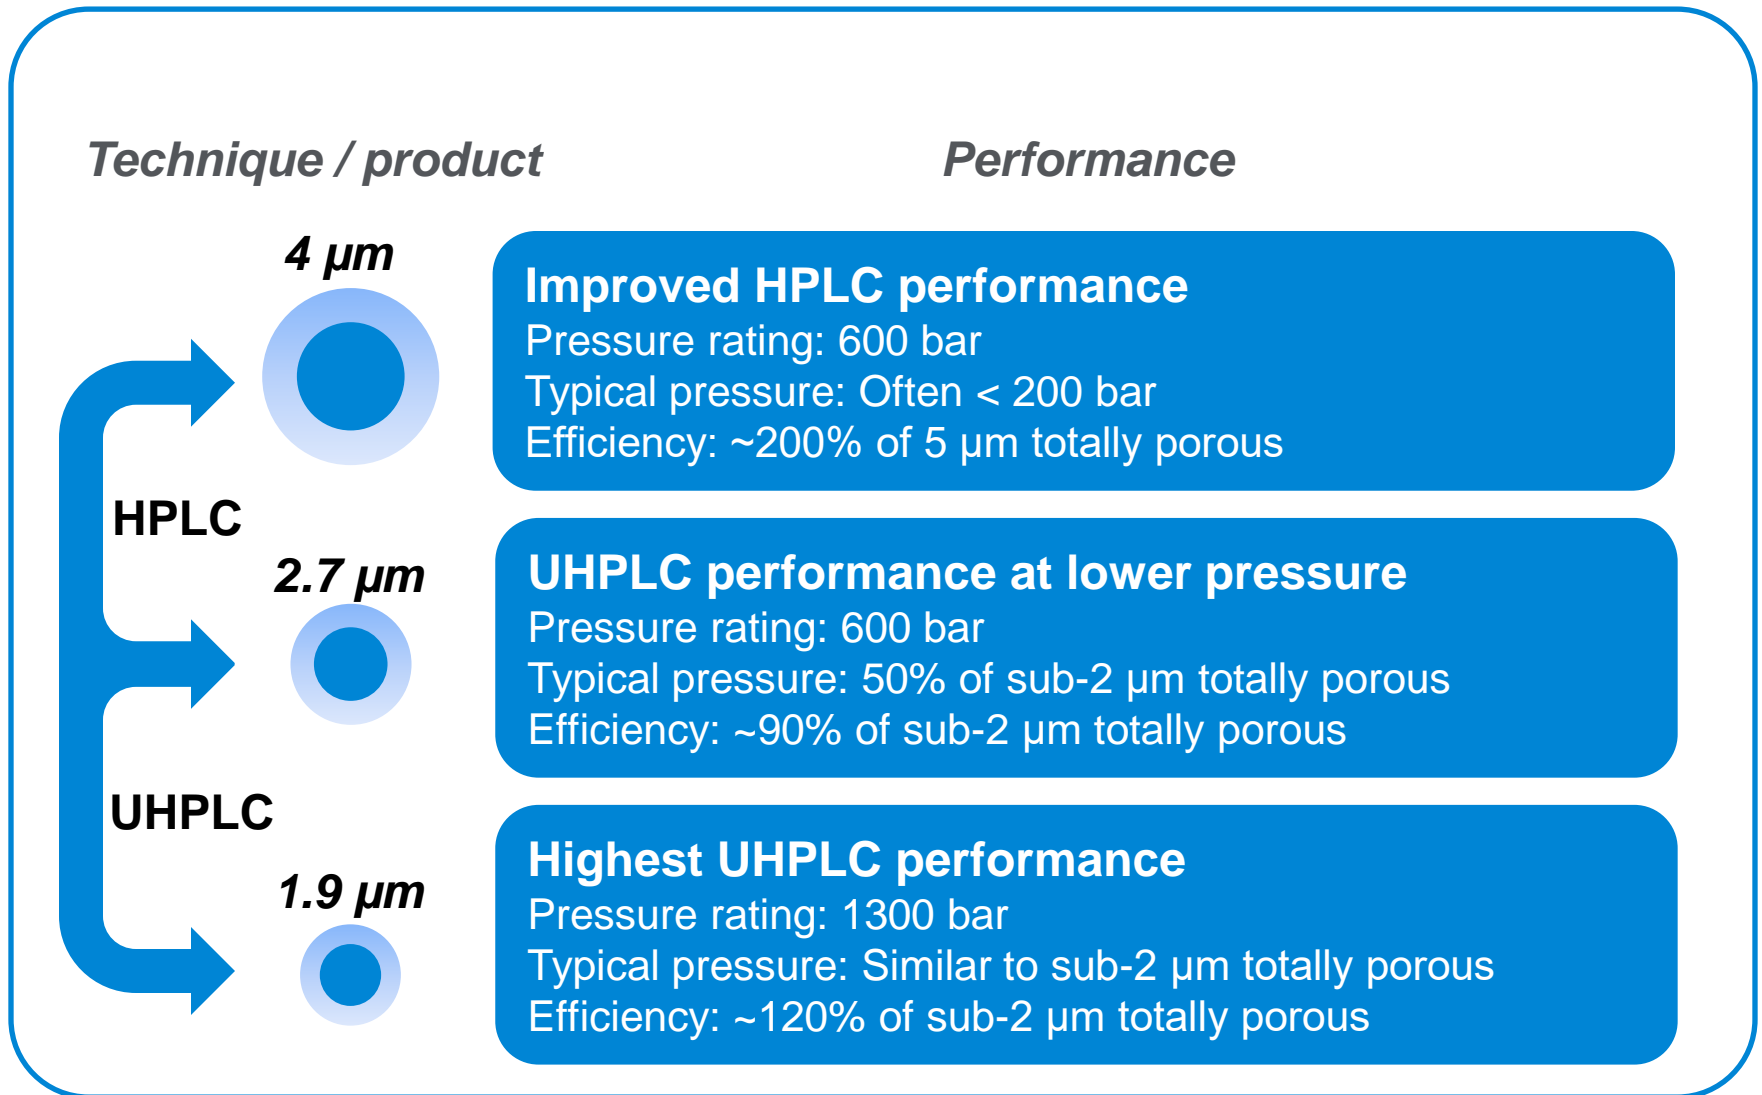 Technique / product
Performance
4 µm
Improved HPLC performance
Pressure rating: 600 bar
Typical pressure: Often < 200 bar
Efficiency: ~200% of 5 µm totally porous
HPLC
2.7 µm
UHPLC performance at lower pressure
Pressure rating: 600 bar
Typical pressure: 50% of sub-2 µm totally porous
Efficiency: ~90% of sub-2 µm totally porous
UHPLC
1.9 µm
Highest UHPLC performance
Pressure rating: 1300 bar
Typical pressure: Similar to sub-2 µm totally porous
Efficiency: ~120% of sub-2 µm totally porous